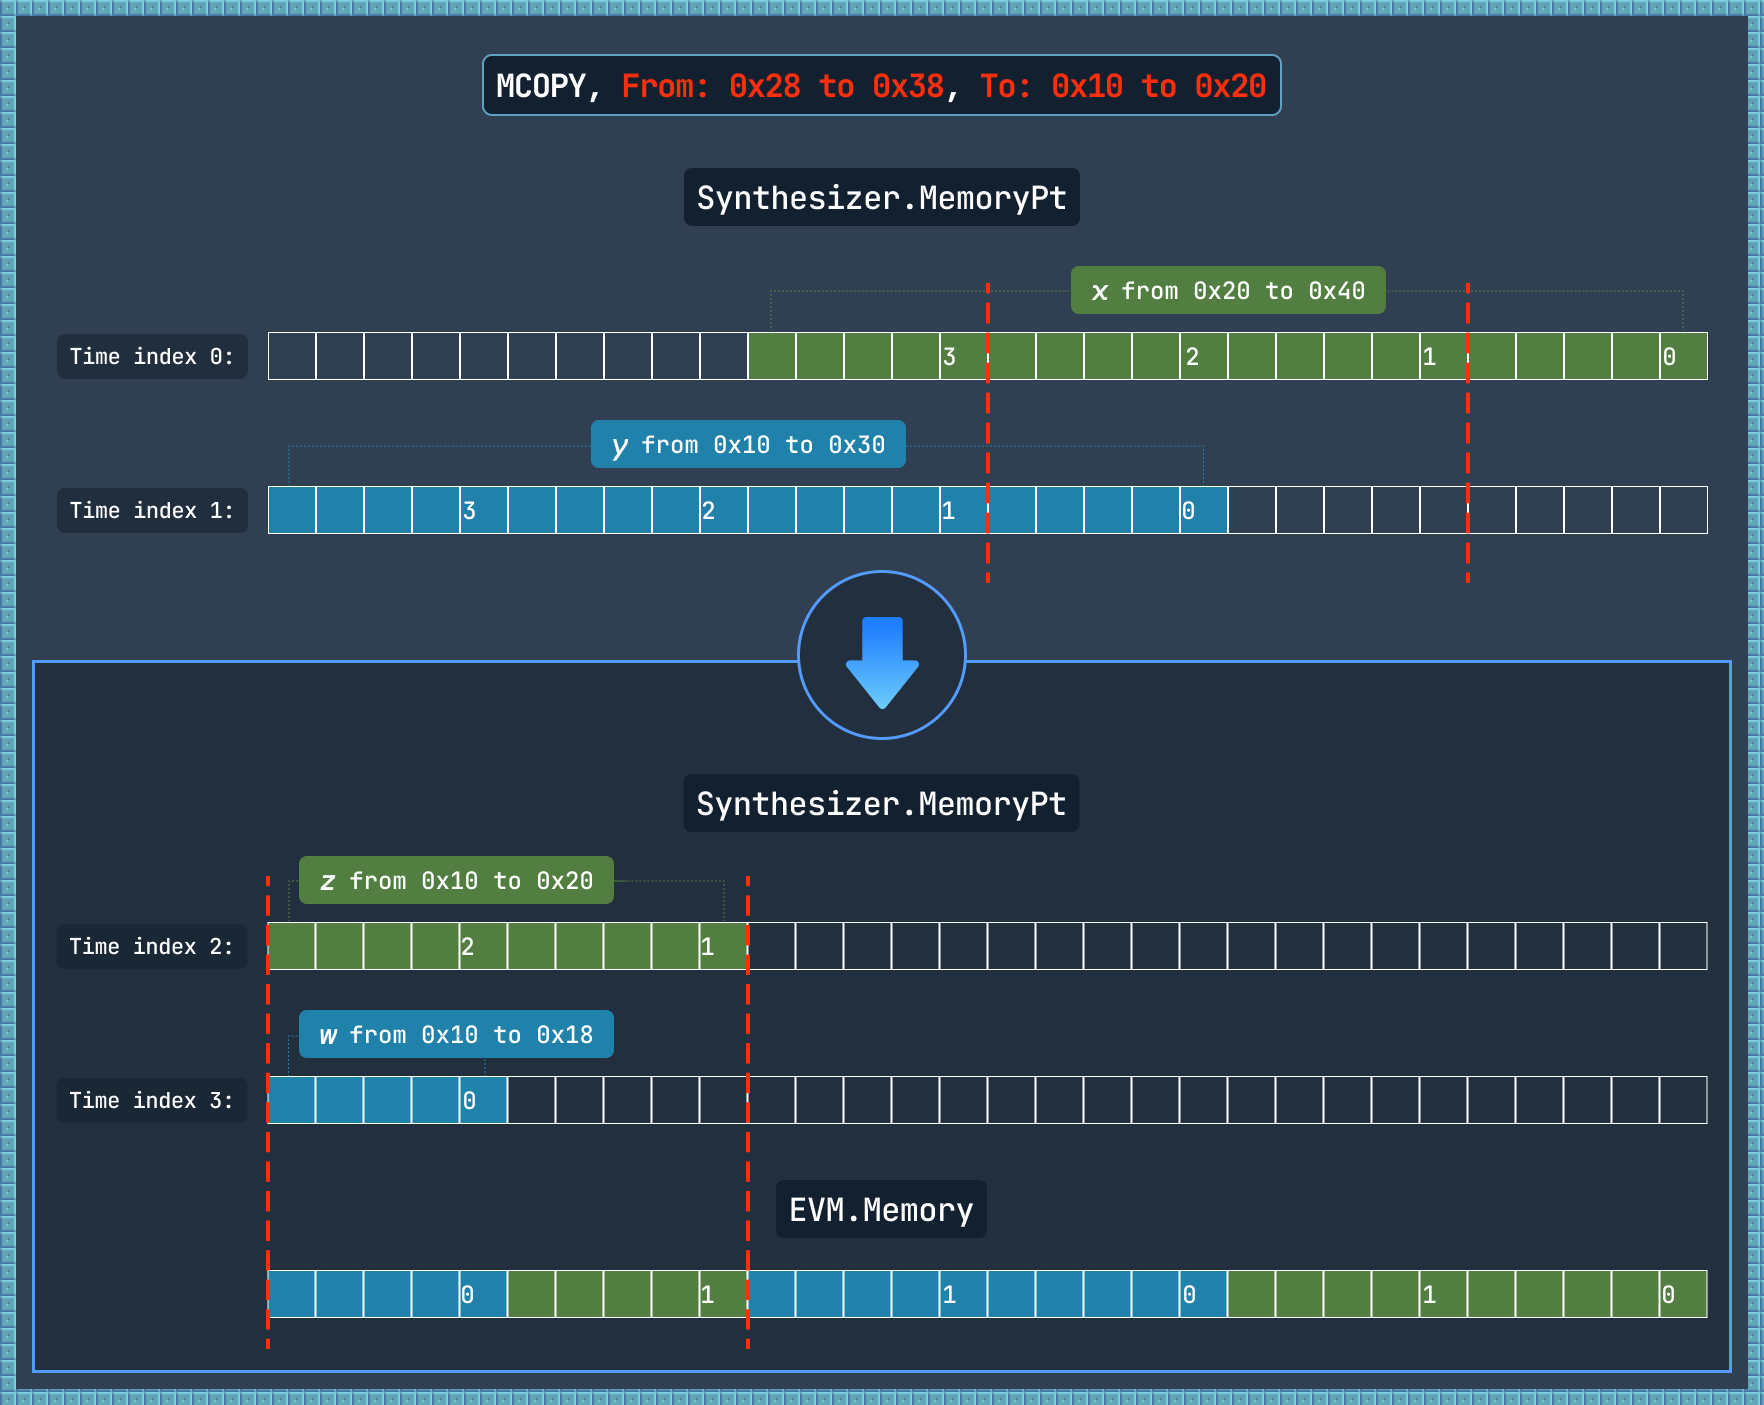 MCOPY, From: 0x28 to 0x38, To: 0x10 to 0x20
Synthesizer.MemoryPt
x from 0x20 to 0x40
Time index 0:
3 2 1 0
y from 0x10 to 0x30
Time index 1:
3 2 1 0
Synthesizer.MemoryPt
z from 0x10 to 0x20
Time index 2:
2 1
w from 0x10 to 0x18
Time index 3:
0
EVM.Memory
0 1 1 0 1 0